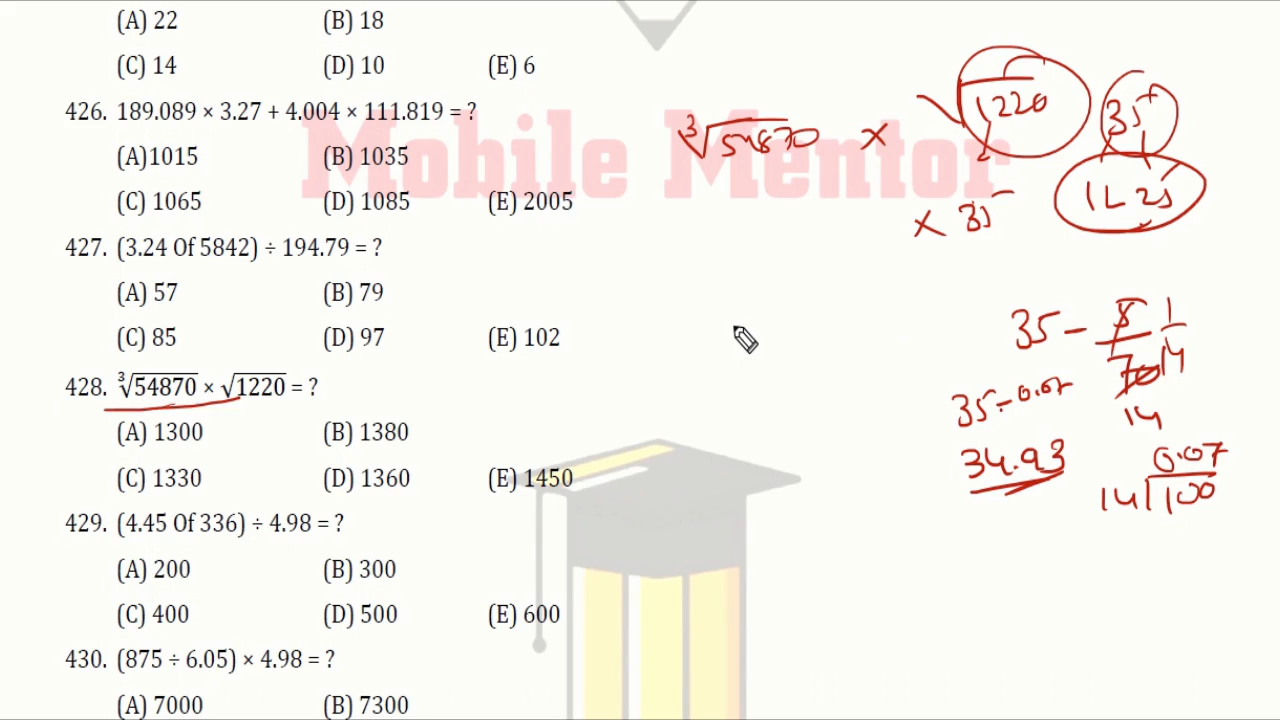 (A) 22 (B) 18
(C) 14 (D) 10 (E) 6
426. 189.089 × 3.27 + 4.004 × 111.819 = ?
(A)1015 (B) 1035
(C) 1065 (D) 1085 (E) 2005
427. (3.24 Of 5842) ÷ 194.79 = ?
(A) 57 (B) 79
(C) 85 (D) 97 (E) 102
428. ∛54870 × √1220 = ?
(A) 1300 (B) 1380
(C) 1330 (D) 1360 (E) 1450
429. (4.45 Of 336) ÷ 4.98 = ?
(A) 200 (B) 300
(C) 400 (D) 500 (E) 600
430. (875 ÷ 6.05) × 4.98 = ?
(A) 7000 (B) 7300
Mobile Mentor
∛54870 × √1220 35
× 35 1225
35 - 1
14
35 - 0.07
14
34.93 0.07
14 100